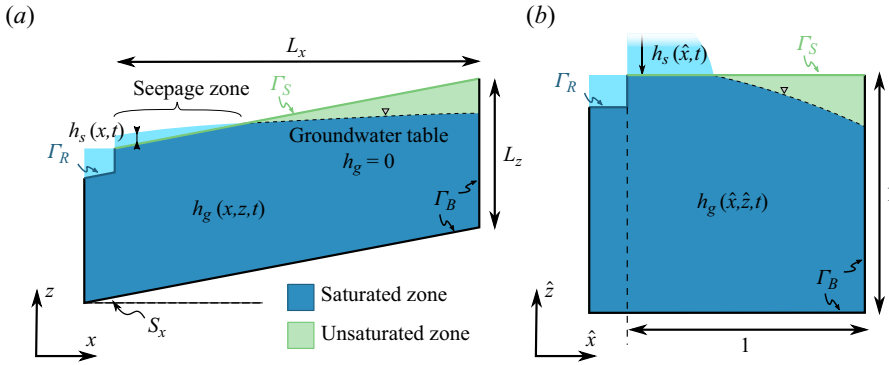 (a)
L_x
Seepage zone
Γ_S
h_s (x,t)
Γ_R
Groundwater table
h_g = 0
L_z
h_g (x,z,t)
Γ_B
z
x
S_x
Saturated zone
Unsaturated zone
(b)
h_s (x̂,t)
Γ_S
Γ_R
h_g (x̂,ẑ,t)
Γ_B
ẑ
x̂
1